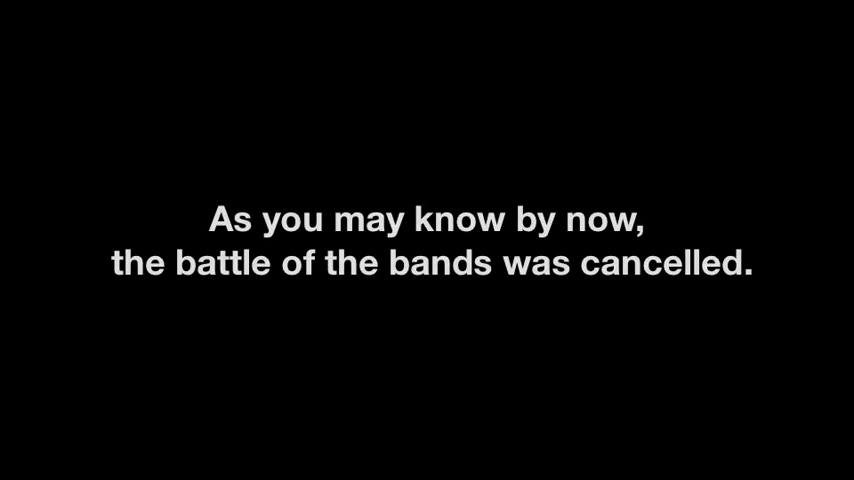 As you may know by now,
the battle of the bands was cancelled.